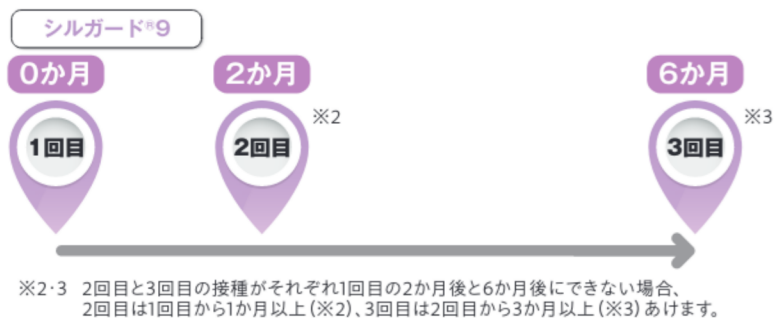 シルガード®9
0か月 2か月 6か月
1回目 2回目 ※2 3回目 ※3
※2・3 2回目と3回目の接種がそれぞれ1回目の2か月後と6か月後にできない場合、
2回目は1回目から1か月以上（※2）、3回目は2回目から3か月以上（※3）あけます。